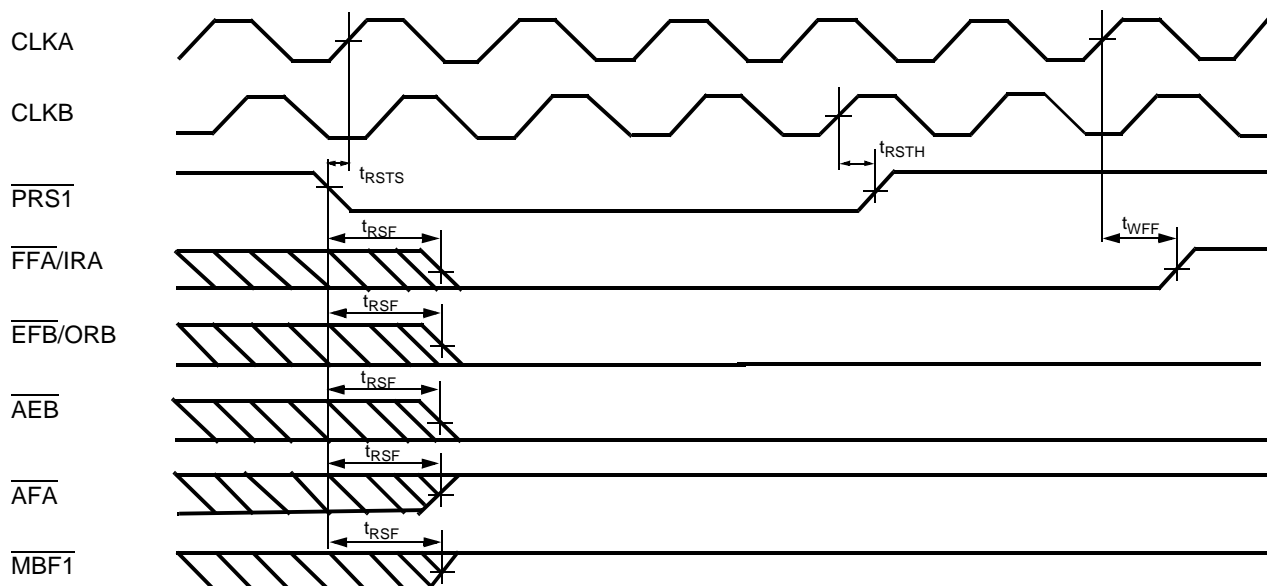 CLKA
CLKB
tRSTH
tRSTS
PRS1
tRSF
tWFF
FFA/IRA
tRSF
EFB/ORB
tRSF
AEB
tRSF
AFA
tRSF
MBF1